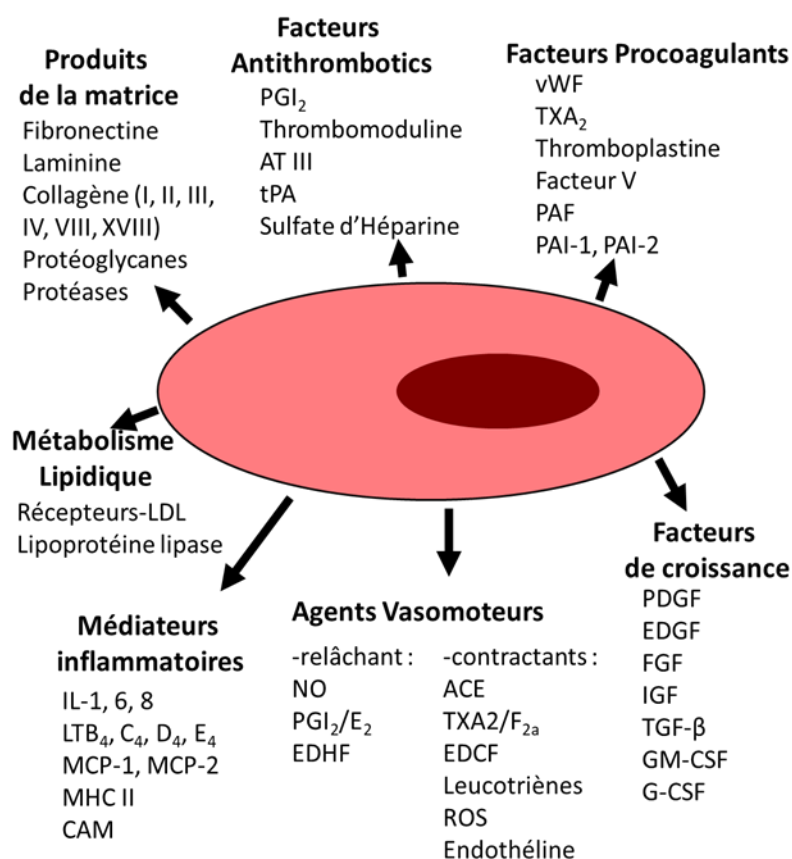 Produits
de la matrice
Fibronectine
Laminine
Collagène (I, II, III,
IV, VIII, XVIII)
Protéoglycanes
Protéases
Facteurs
Antithrombotics
PGI₂
Thrombomoduline
AT III
tPA
Sulfate d'Héparine
Facteurs Procoagulants
vWF
TXA₂
Thromboplastine
Facteur V
PAF
PAI-1, PAI-2
Métabolisme
Lipidique
Récepteurs-LDL
Lipoprotéine lipase
Médiateurs
inflammatoires
IL-1, 6, 8
LTB₄, C₄, D₄, E₄
MCP-1, MCP-2
MHC II
CAM
Agents Vasomoteurs
-relâchant :
NO
PGI₂/E₂
EDHF
-contractants :
ACE
TXA2/F₂ₐ
EDCF
Leucotriènes
ROS
Endothéline
Facteurs
de croissance
PDGF
EDGF
FGF
IGF
TGF-β
GM-CSF
G-CSF